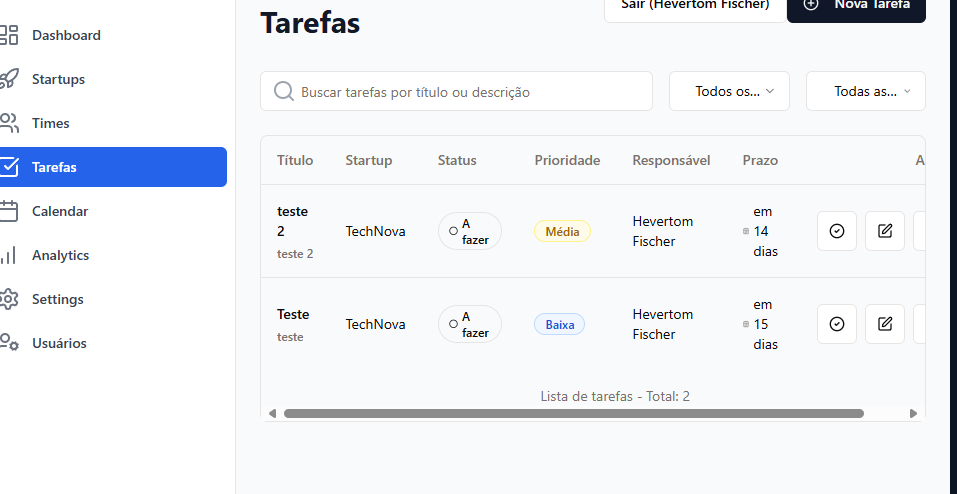 Sair (Hevertom Fischer)
Nova Tarefa
Tarefas
Dashboard
Startups
Times
Tarefas
Calendar
Analytics
Settings
Usuários
Buscar tarefas por título ou descrição
Todos os...
Todas as...
Título Startup Status Prioridade Responsável Prazo A
teste
2
teste 2
TechNova
A
fazer
Média
Hevertom
Fischer
em
14
dias
Teste
teste
TechNova
A
fazer
Baixa
Hevertom
Fischer
em
15
dias
Lista de tarefas - Total: 2